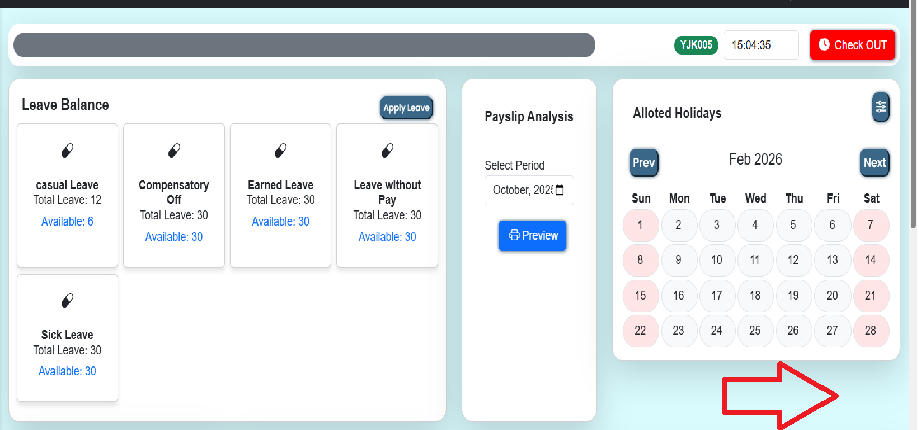 YJK005 15:04:35 Check OUT
Leave Balance
Apply Leave
casual Leave
Total Leave: 12
Available: 6
Compensatory
Off
Total Leave: 30
Available: 30
Earned Leave
Total Leave: 30
Available: 30
Leave without
Pay
Total Leave: 30
Available: 30
Sick Leave
Total Leave: 30
Available: 30
Payslip Analysis
Select Period
October,
Preview
Alloted Holidays
Prev Feb 2026 Next
Sun Mon Tue Wed Thu Fri Sat
1 2 3 4 5 6 7
8 9 10 11 12 13 14
15 16 17 18 19 20 21
22 23 24 25 26 27 28